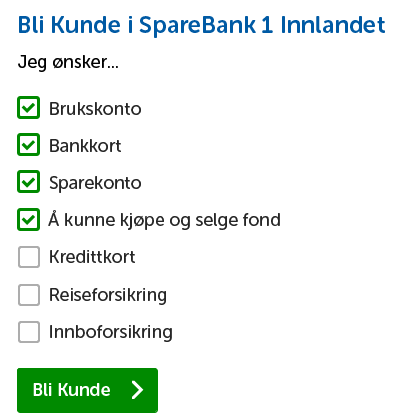 Bli Kunde i SpareBank 1 Innlandet
Jeg ønsker...
Brukskonto
Bankkort
Sparekonto
Å kunne kjøpe og selge fond
Kredittkort
Reiseforsikring
Innboforsikring
Bli Kunde